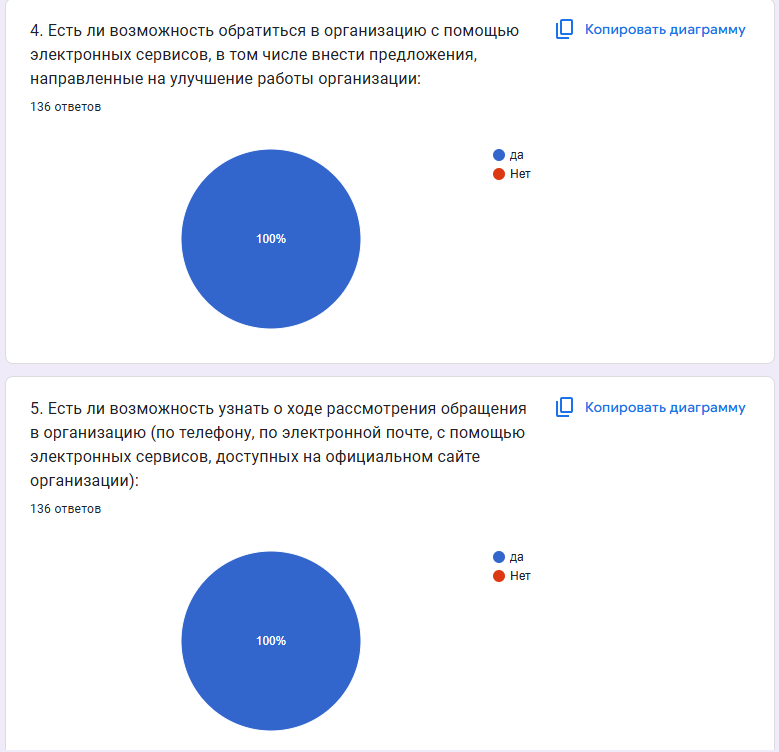 4. Есть ли возможность обратиться в организацию с помощью
электронных сервисов, в том числе внести предложения,
направленные на улучшение работы организации:
Копировать диаграмму
136 ответов
да
Нет
100%
5. Есть ли возможность узнать о ходе рассмотрения обращения
в организацию (по телефону, по электронной почте, с помощью
электронных сервисов, доступных на официальном сайте
организации):
Копировать диаграмму
136 ответов
да
Нет
100%